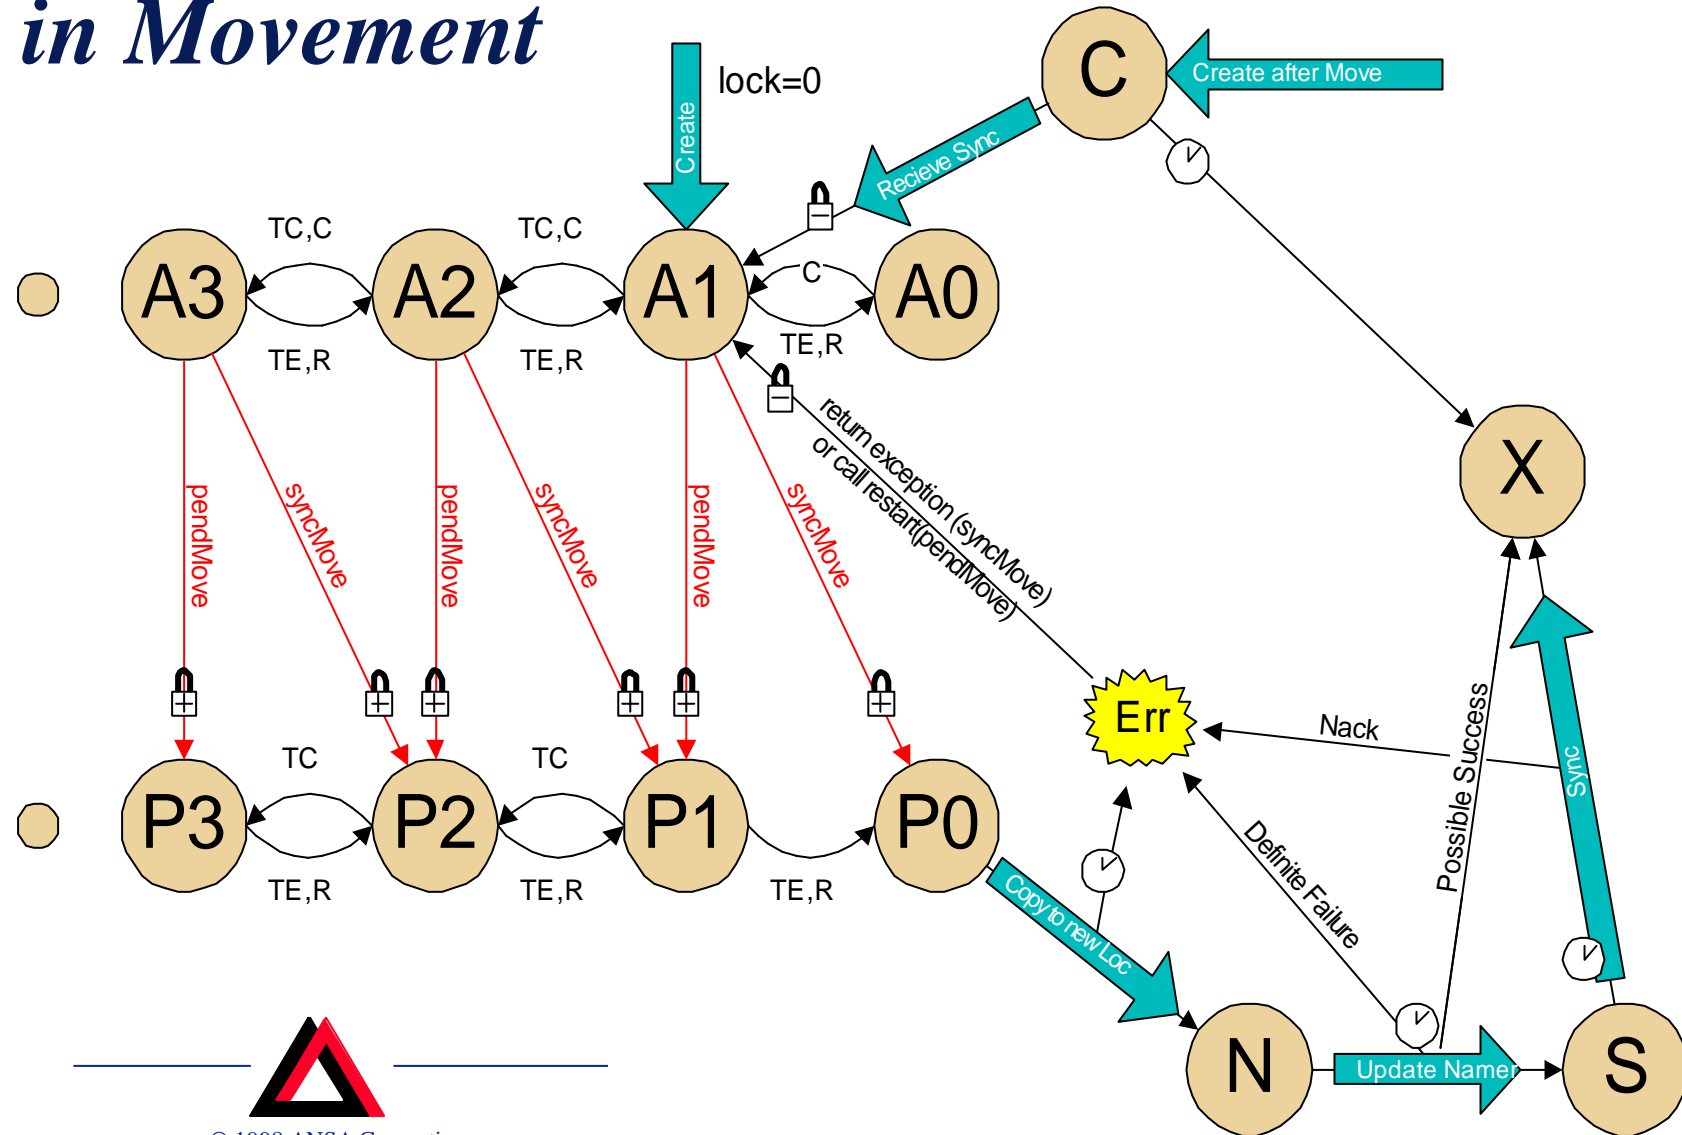 in Movement
lock=0
Create
C
Create after Move
Recieve Sync
TC,C
TC,C
A3
A2
A1
C
A0
TE,R
TE,R
TE,R
X
pendMove
syncMove
pendMove
syncMove
pendMove
syncMove
return exception (syncMove)
or call restart(pendMove)
Err
Nack
Possible Success
Sync
TC
TC
P3
P2
P1
P0
TE,R
TE,R
TE,R
Definite Failure
Copy to new Loc
N
Update Namer
S